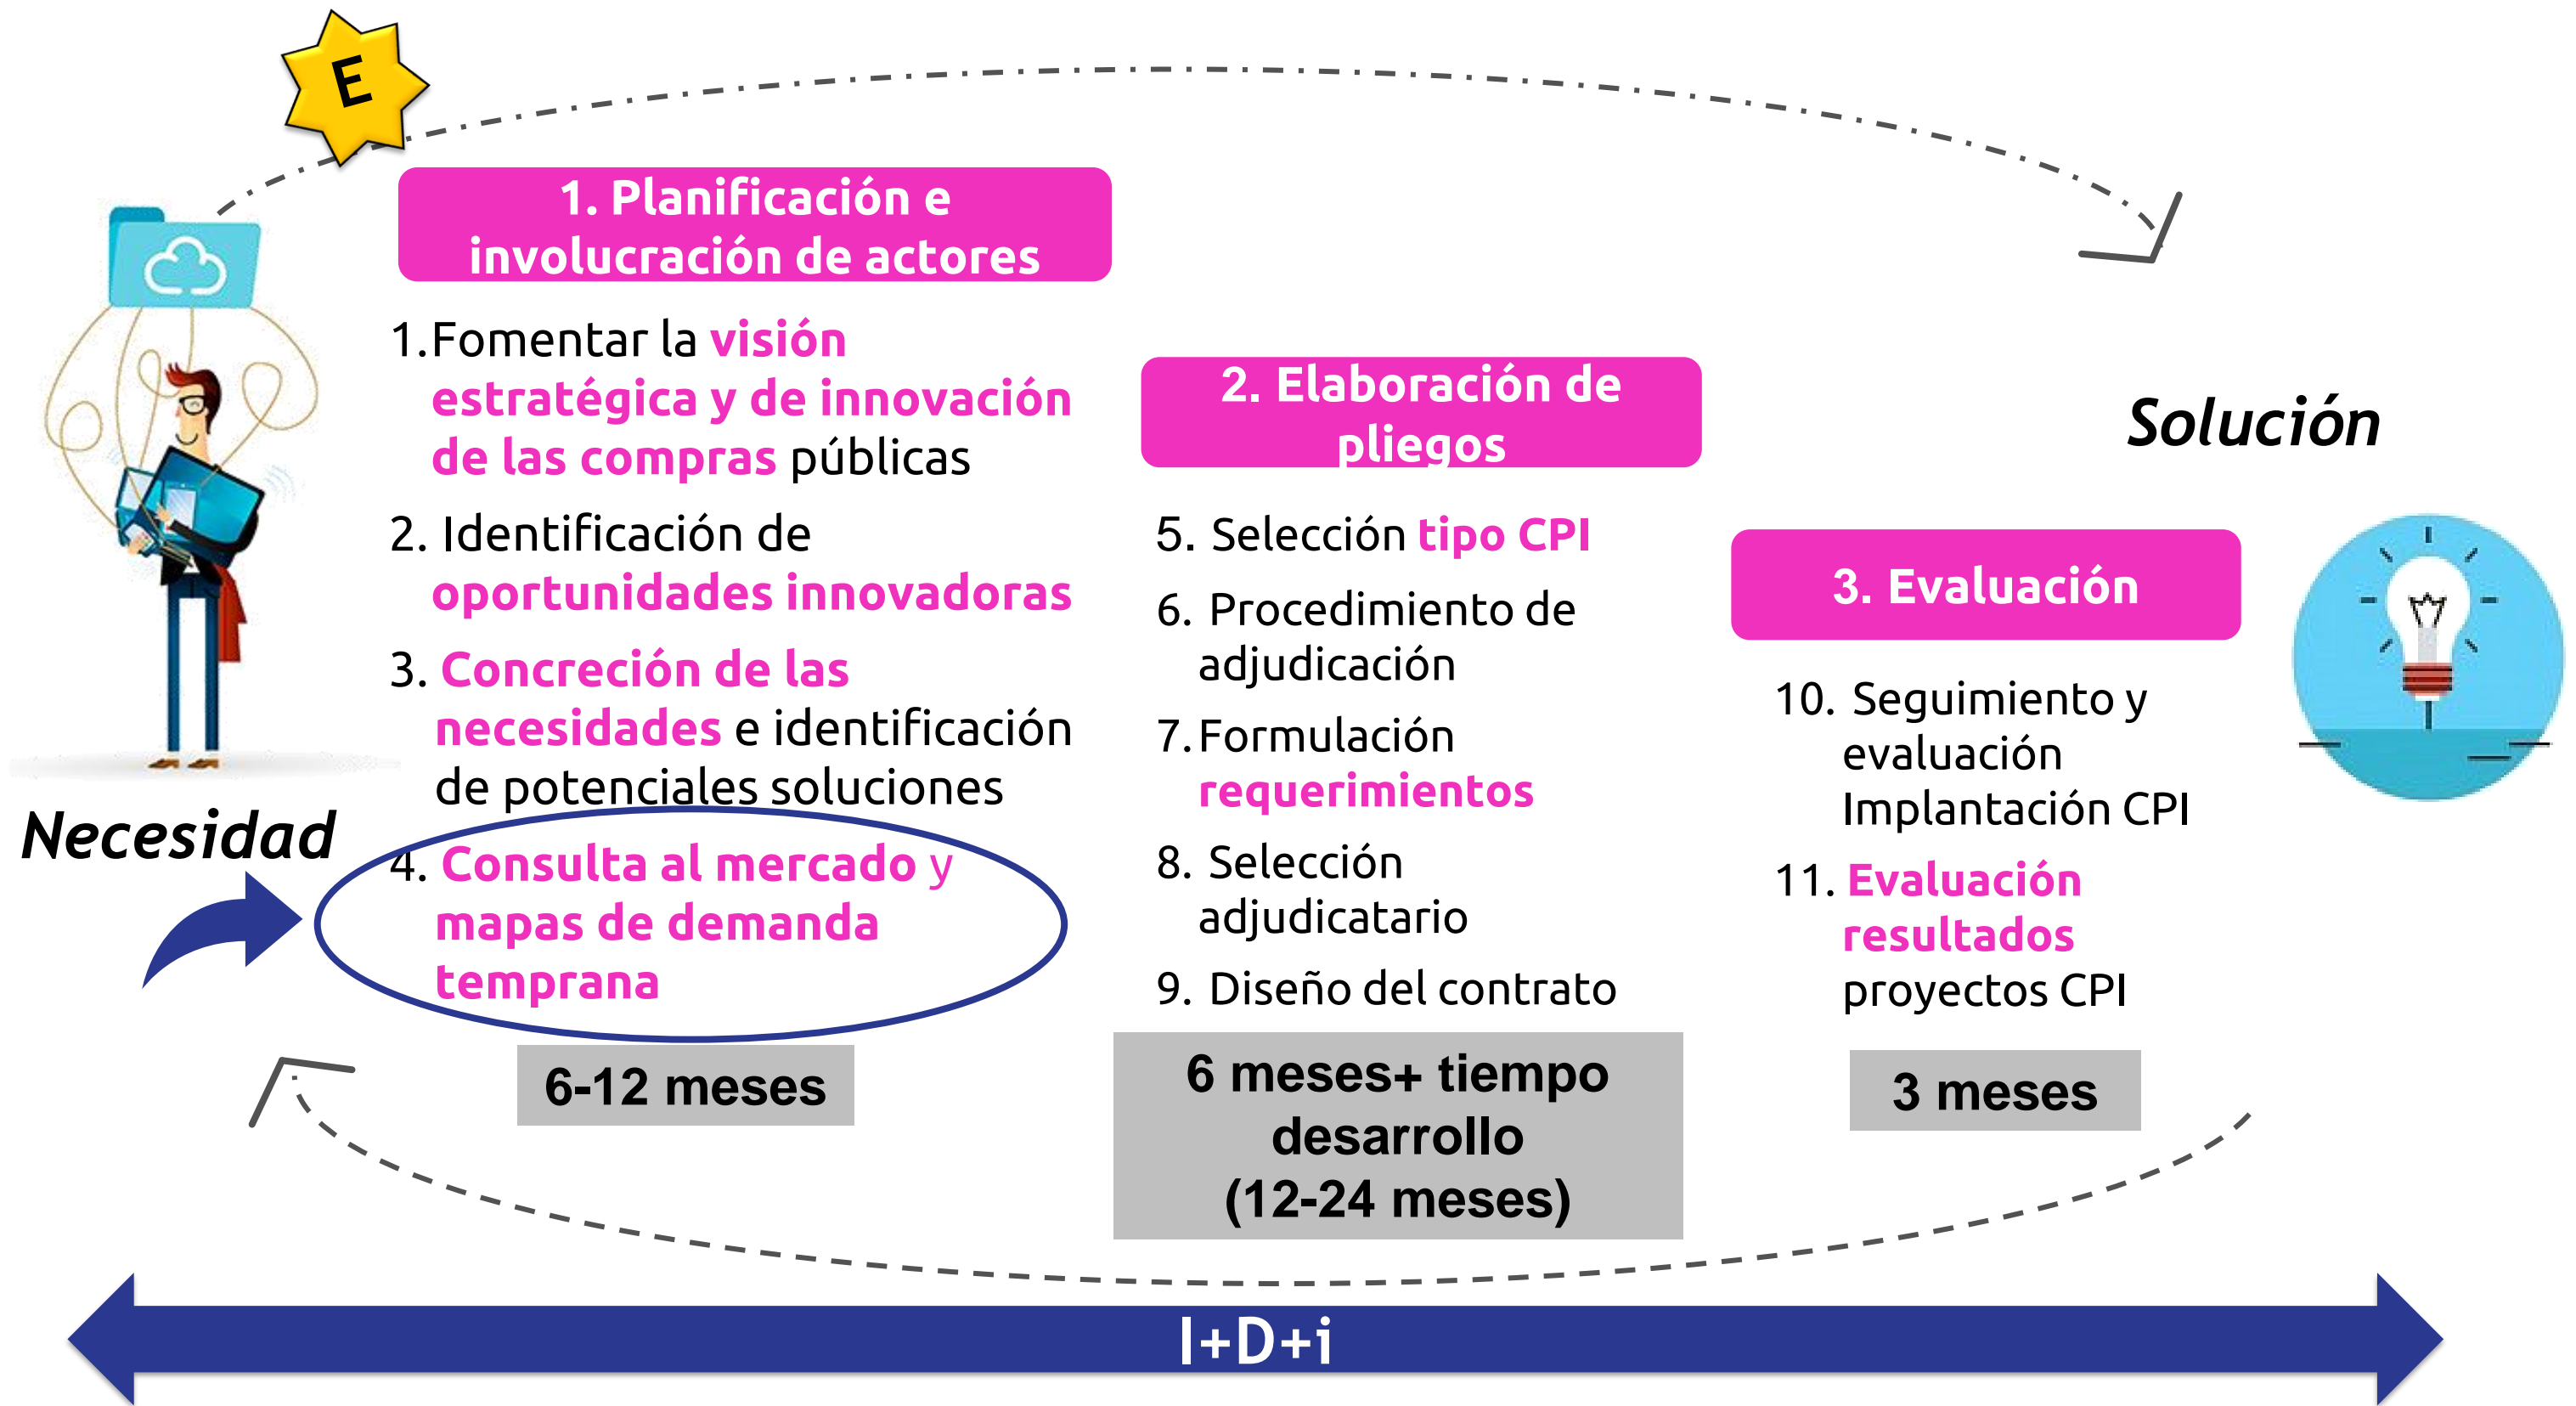 E
1. Planificación e
involucración de actores
1.Fomentar la visión
estratégica y de innovación
de las compras públicas
2. Identificación de
oportunidades innovadoras
3. Concreción de las
necesidades e identificación
de potenciales soluciones
4. Consulta al mercado y
mapas de demanda
temprana
6-12 meses
Necesidad
2. Elaboración de
pliegos
5. Selección tipo CPI
6. Procedimiento de
adjudicación
7. Formulación
requerimientos
8. Selección
adjudicatario
9. Diseño del contrato
6 meses+ tiempo
desarrollo
(12-24 meses)
3. Evaluación
10. Seguimiento y
evaluación
Implantación CPI
11. Evaluación
resultados
proyectos CPI
3 meses
Solución
I+D+i